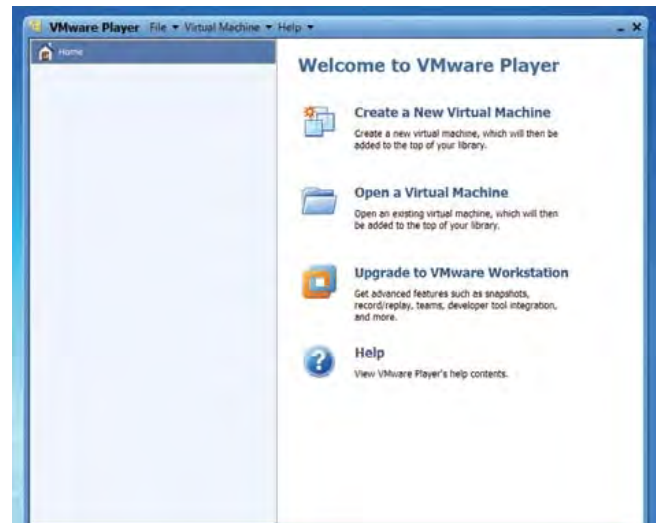 VMware Player File Virtual Machine Help
Home
Welcome to VMware Player
Create a New Virtual Machine
Create a new virtual machine, which will then be
added to the top of your library.
Open a Virtual Machine
Open an existing virtual machine, which will then
be added to the top of your library.
Upgrade to VMware Workstation
Get advanced features such as snapshots,
record/replay, teams, developer tool integration,
and more.
Help
View VMware Player's help contents.